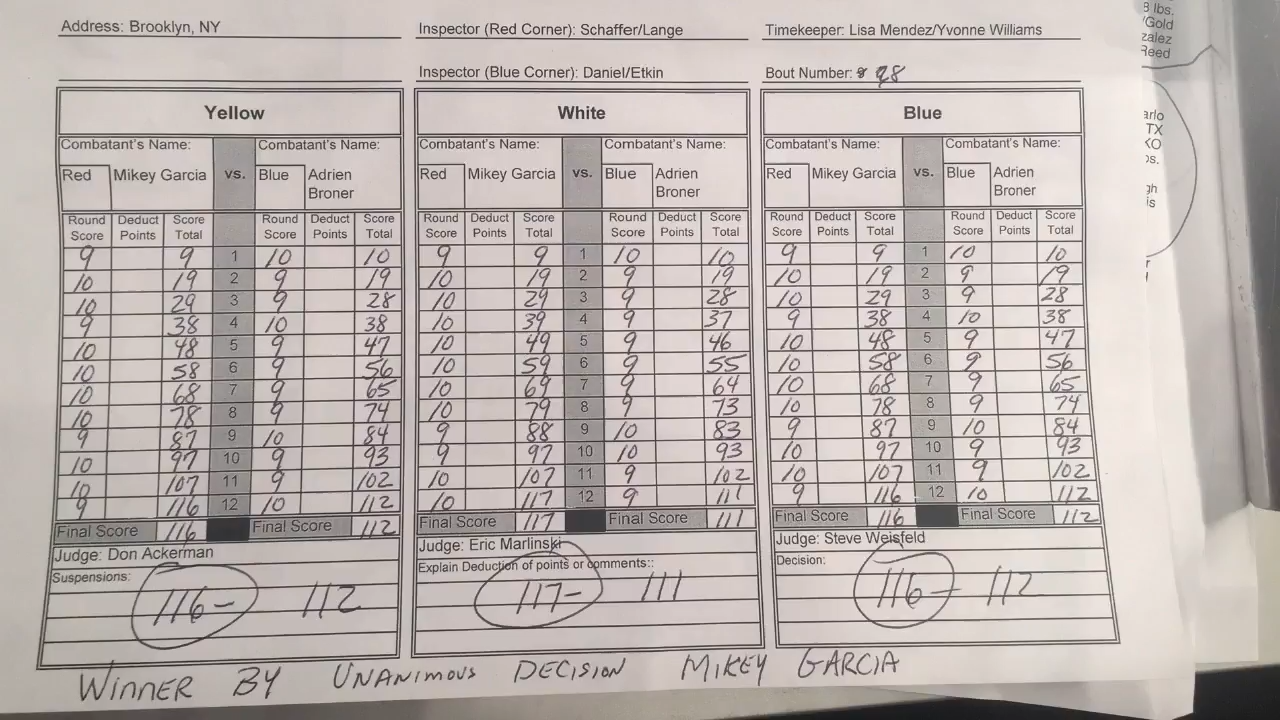 Address: Brooklyn, NY Inspector (Red Corner): Schaffer/Lange Timekeeper: Lisa Mendez/Yvonne Williams
Inspector (Blue Corner): Daniel/Etkin Bout Number: 98
Yellow White Blue
Combatant's Name: vs. Combatant's Name: Combatant's Name: vs. Combatant's Name: Combatant's Name: vs. Combatant's Name:
Red Mikey Garcia Blue Adrien Broner Red Mikey Garcia Blue Adrien Broner Red Mikey Garcia Blue Adrien Broner
Round Score Deduct Points Score Total Round Score Deduct Points Score Total Round Score Deduct Points Score Total Round Score Deduct Points Score Total Round Score Deduct Points Score Total Round Score Deduct Points Score Total
9 9 1 10 10 9 9 1 10 10 9 9 1 10 10
10 19 2 9 19 10 19 2 9 19 10 19 2 9 19
10 29 3 9 28 10 29 3 9 28 10 29 3 9 28
9 38 4 10 38 10 39 4 9 37 9 38 4 10 38
10 48 5 9 47 10 49 5 9 46 10 48 5 9 47
10 58 6 9 56 10 59 6 9 55 10 58 6 9 56
10 68 7 9 65 10 69 7 9 64 10 68 7 9 65
10 78 8 9 74 10 79 8 9 73 10 78 8 9 74
9 87 9 10 84 9 88 9 10 83 9 87 9 10 84
10 97 10 9 93 9 97 10 10 93 10 97 10 9 93
10 107 11 9 102 10 107 11 9 102 10 107 11 9 102
9 116 12 10 112 10 117 12 9 111 9 116 12 10 112
Final Score 116 Final Score 112 Final Score 117 Final Score 111 Final Score 116 Final Score 112
Judge: Don Ackerman Judge: Eric Marlinski Judge: Steve Weisfeld
Suspensions: Explain Deduction of points or comments:: Decision:
116- 112 117- 111 116- 112
WINNER BY UNANIMOUS DECISION MIKEY GARCIA
8 lbs.
/Gold
zalez
Reed
arlo
TX
KO